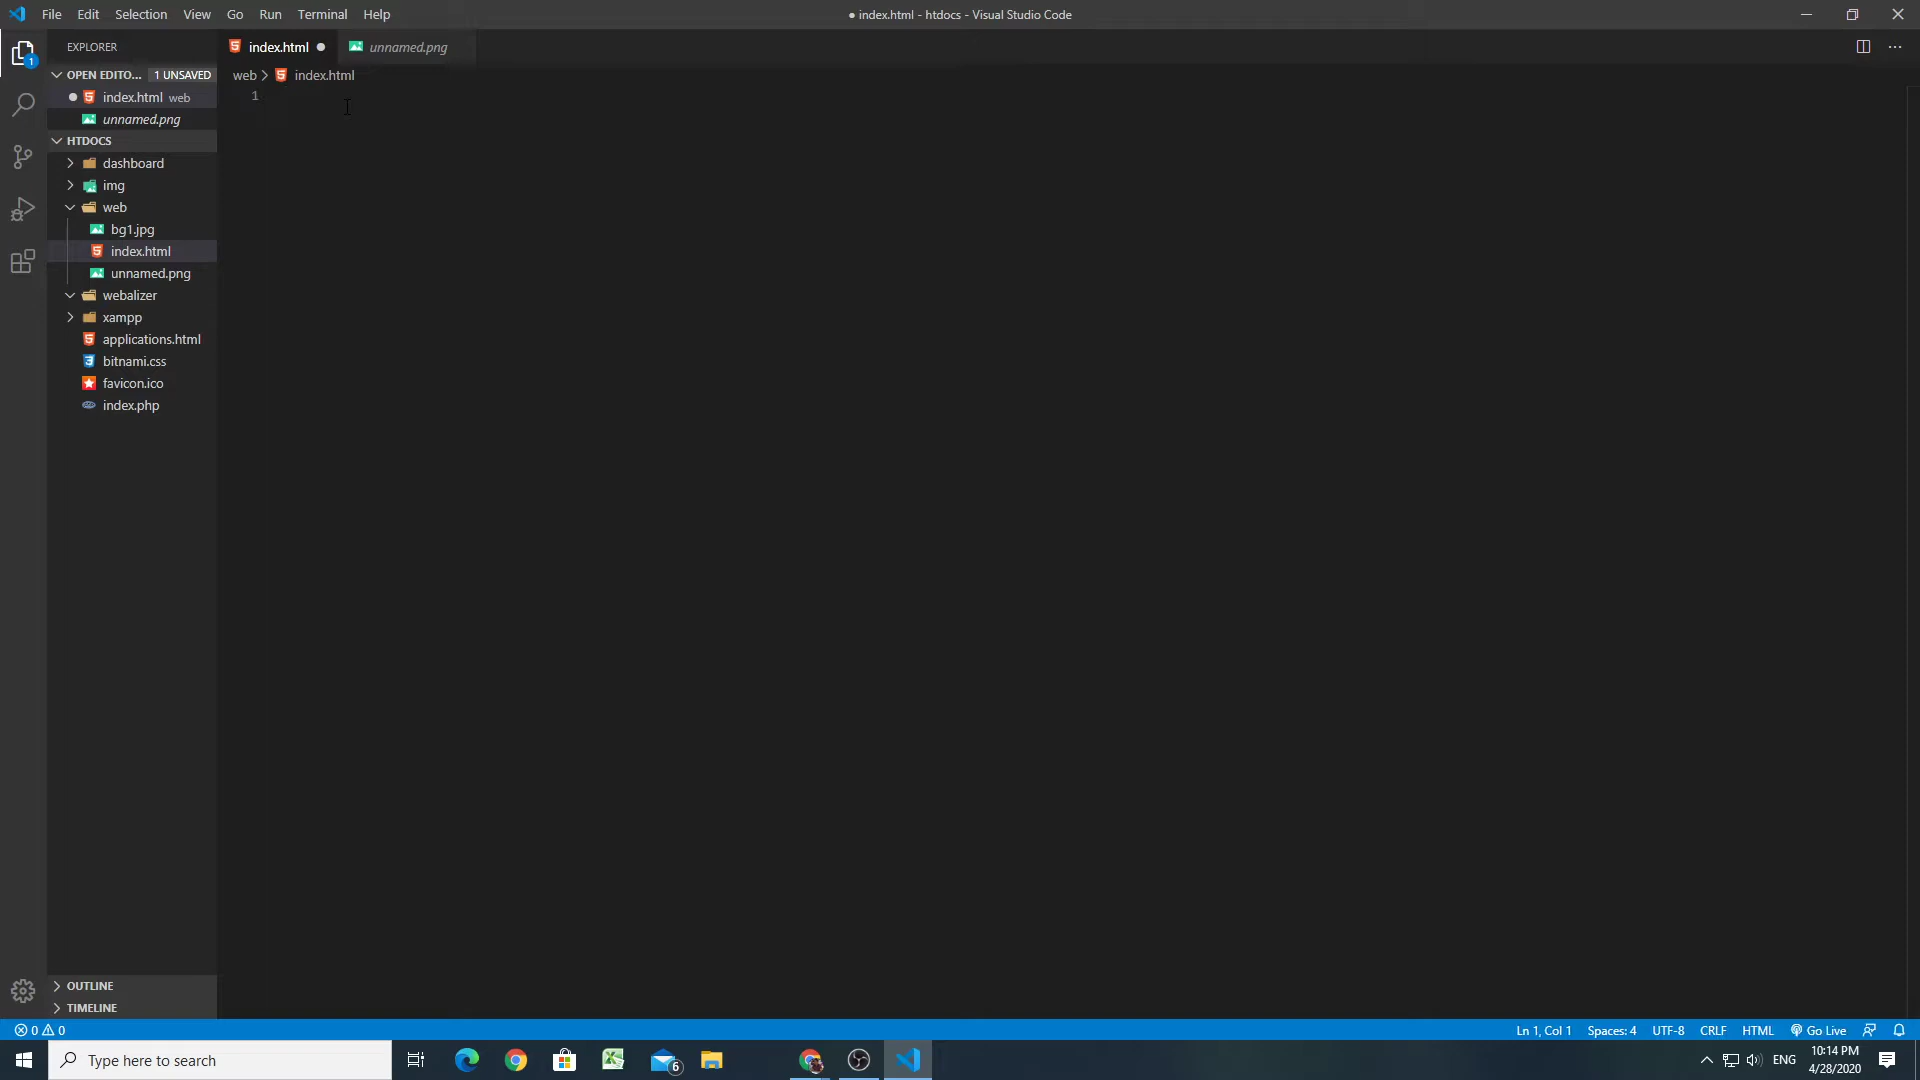 File Edit Selection View Go Run Terminal Help
● index.html - htdocs - Visual Studio Code
EXPLORER
index.html ●
unnamed.png
1
OPEN EDITO...
1 UNSAVED
web > index.html
index.html web
1
unnamed.png
HTDOCS
dashboard
img
web
bg1.jpg
index.html
unnamed.png
webalizer
xampp
applications.html
bitnami.css
favicon.ico
index.php
OUTLINE
TIMELINE
0 0
Ln 1, Col 1 Spaces: 4 UTF-8 CRLF HTML Go Live
Type here to search
6
ENG
10:14 PM
4/28/2020